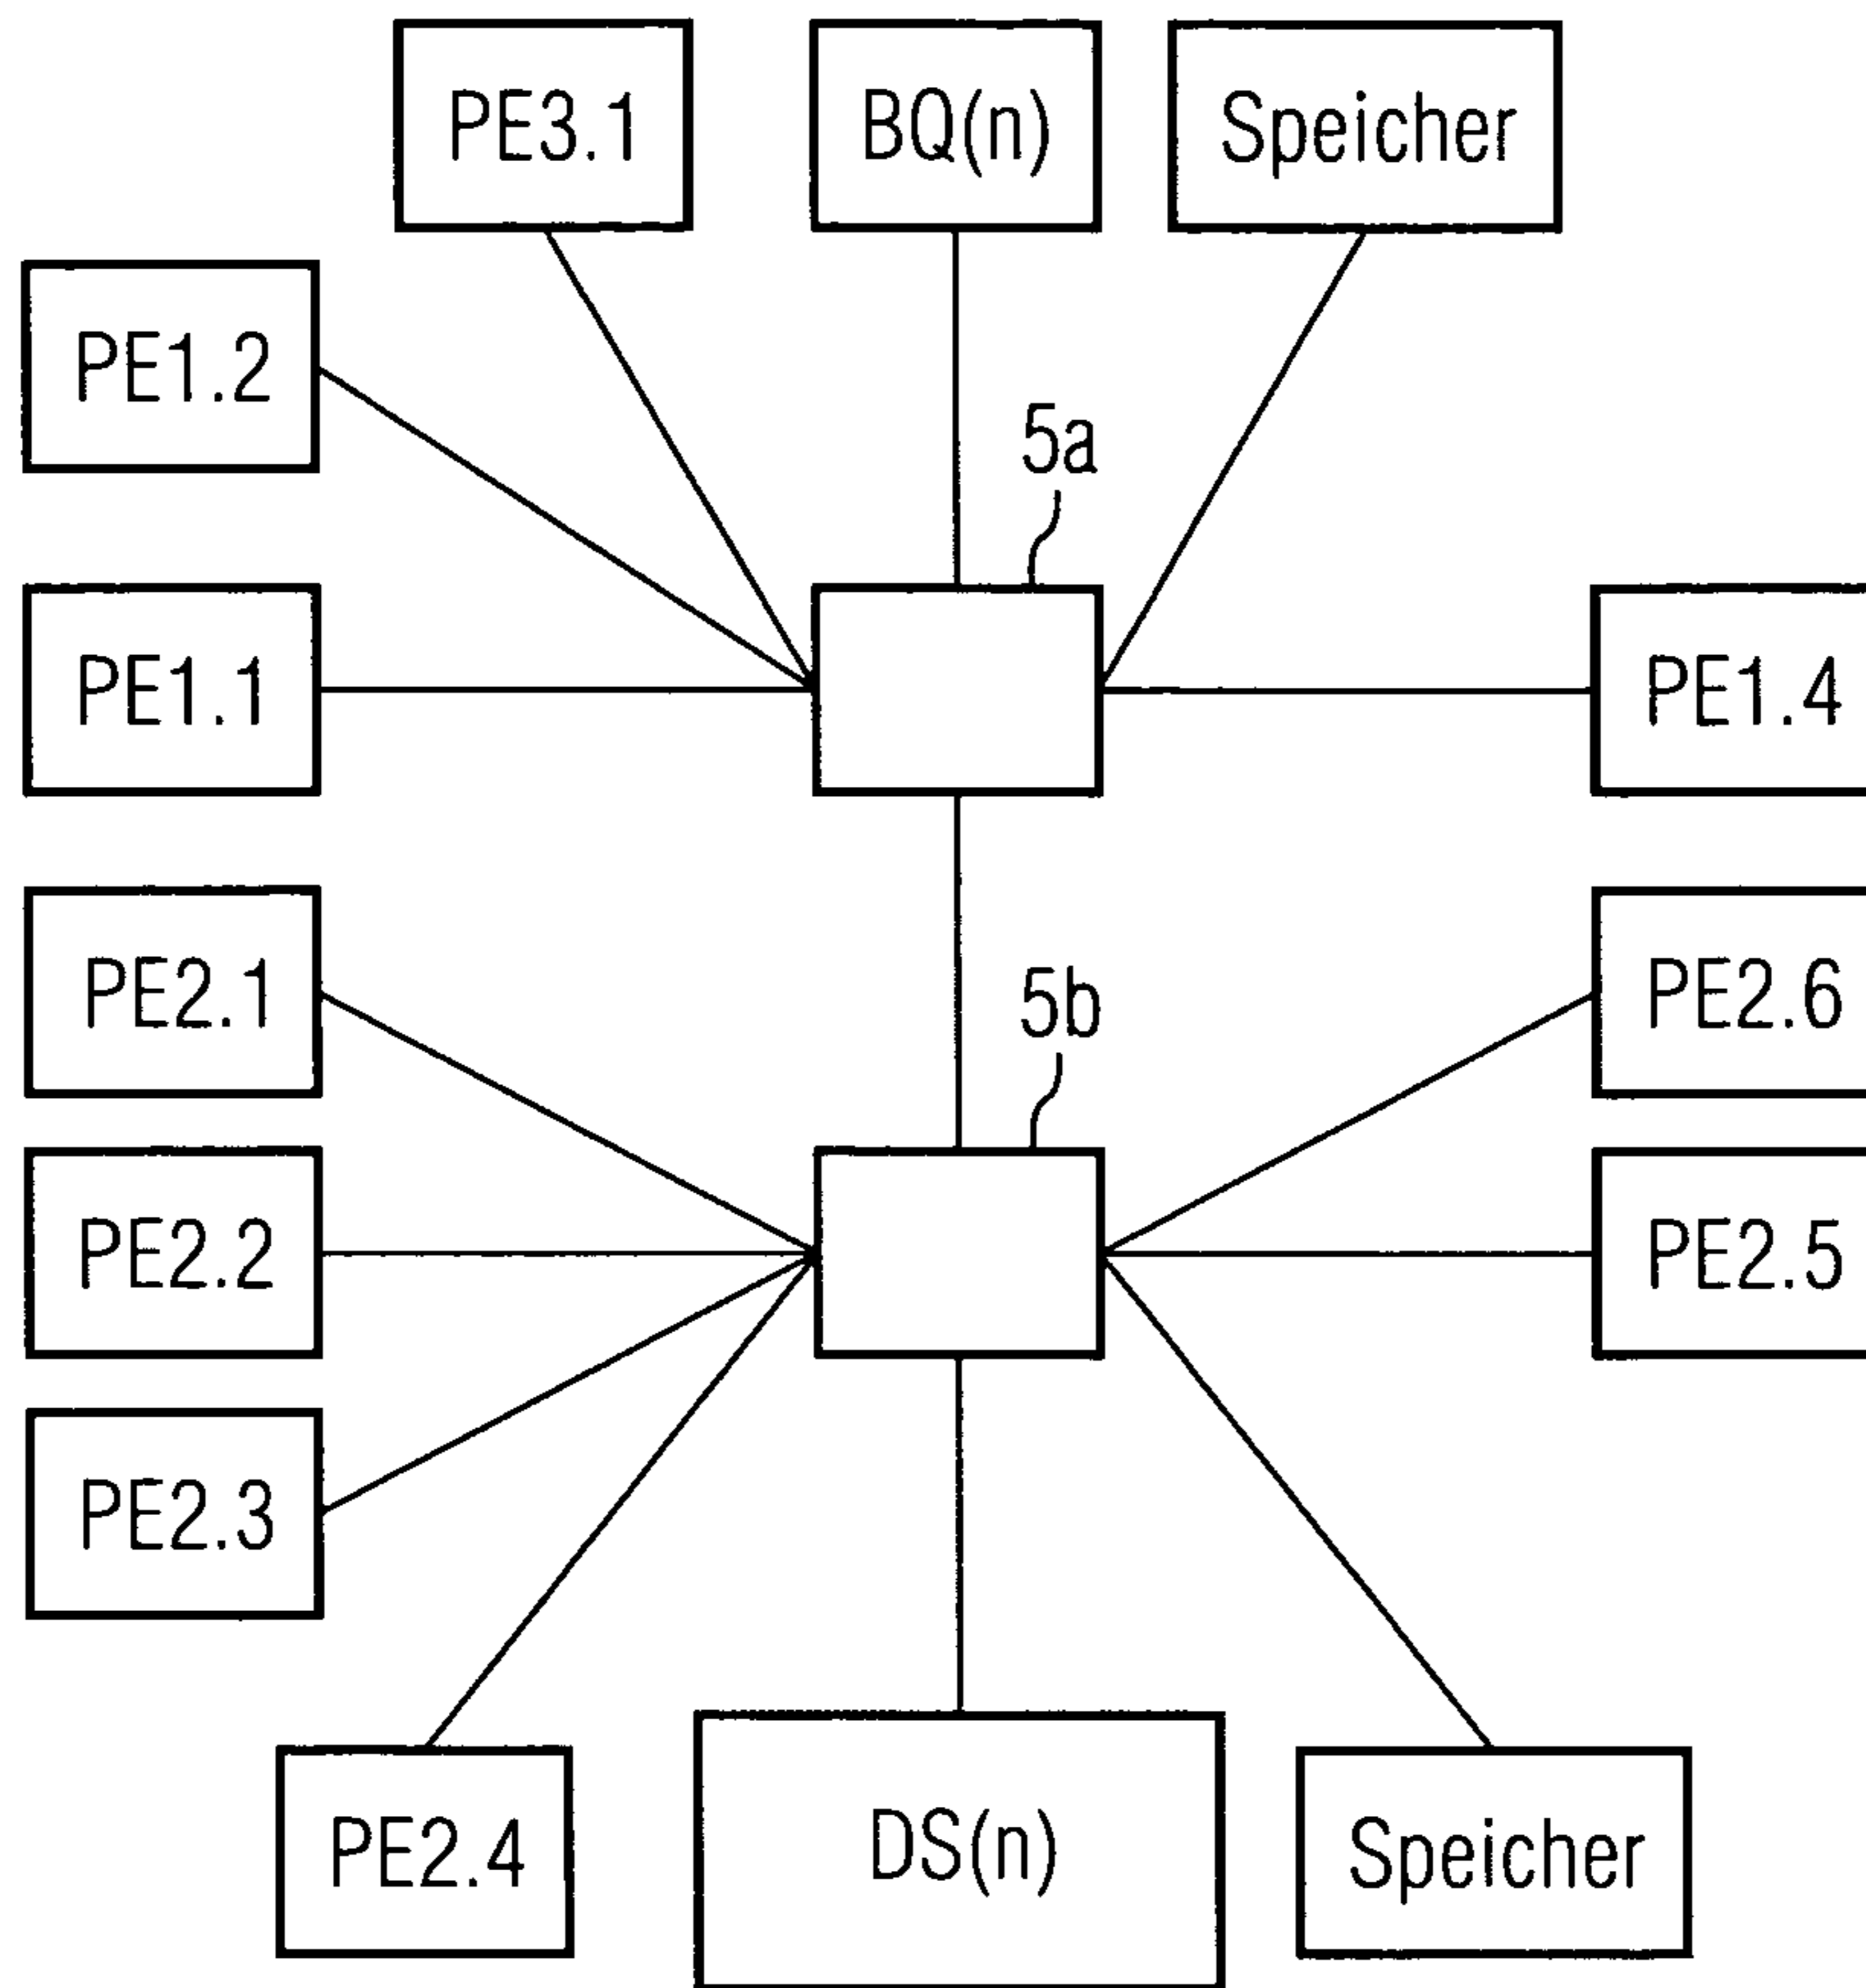 PE3.1
BQ(n)
Speicher
PE1.2
5a
PE1.1
PE1.4
PE2.1
5b
PE2.6
PE2.2
PE2.5
PE2.3
PE2.4
DS(n)
Speicher